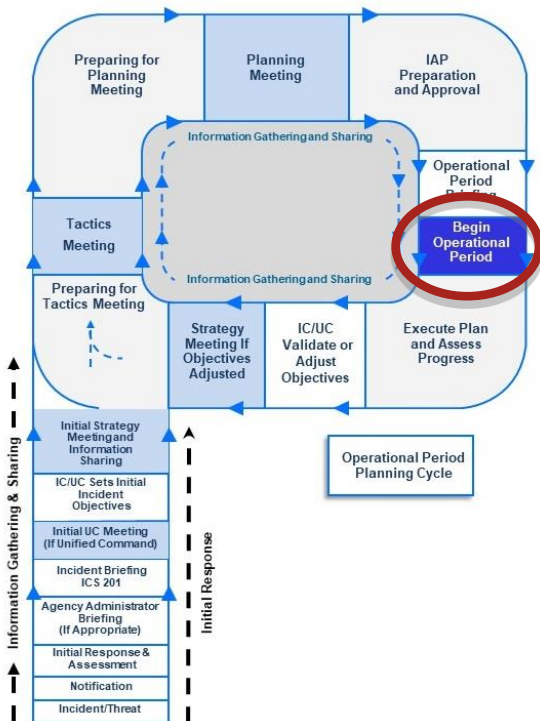 Preparing for
Planning
Meeting
Planning
Meeting
IAP
Preparation
and Approval
Information Gathering and Sharing
Operational
Period
Briefing
Begin
Operational
Period
Tactics
Meeting
Information Gathering and Sharing
Preparing for
Tactics Meeting
Strategy
Meeting If
Objectives
Adjusted
IC/UC
Validate or
Adjust
Objectives
Execute Plan
and Assess
Progress
Operational Period
Planning Cycle
Initial Strategy
Meeting and
Information
Sharing
IC/UC Sets Initial
Incident
Objectives
Initial UC Meeting
(If Unified Command)
Incident Briefing
ICS 201
Agency Administrator
Briefing
(If Appropriate)
Initial Response &
Assessment
Notification
Incident/Threat
Information Gathering & Sharing
Initial Response